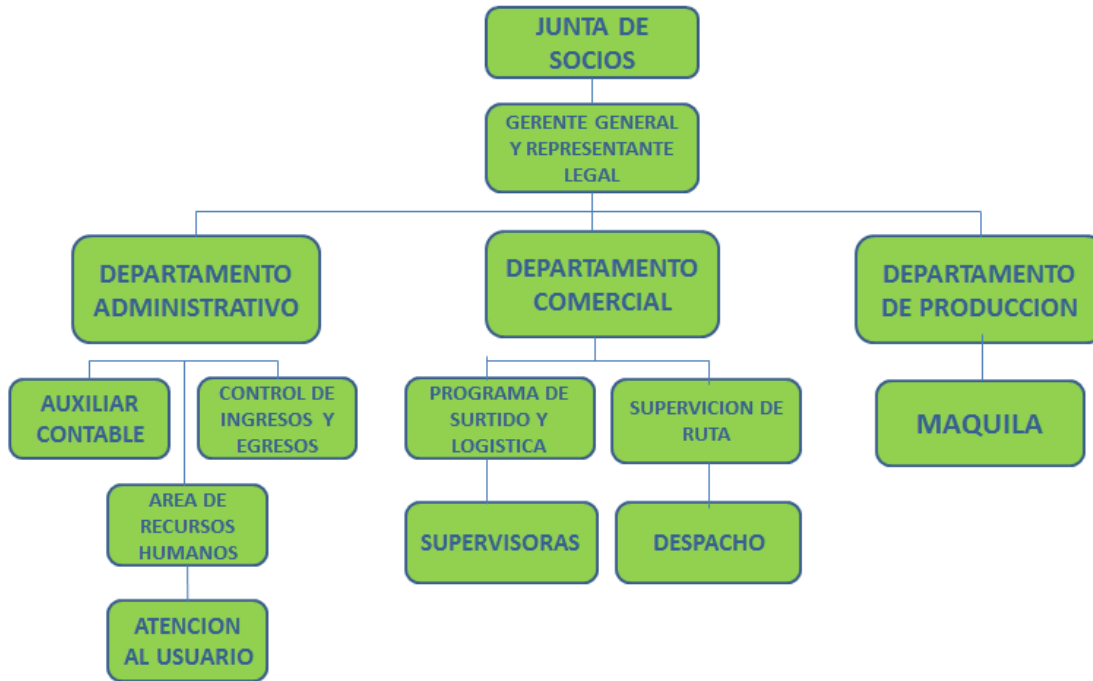 JUNTA DE
SOCIOS
GERENTE GENERAL
Y REPRESENTANTE
LEGAL
DEPARTAMENTO
ADMINISTRATIVO
DEPARTAMENTO
COMERCIAL
DEPARTAMENTO
DE PRODUCCION
AUXILIAR
CONTABLE
CONTROL DE
INGRESOS Y
EGRESOS
PROGRAMA DE
SURTIDO Y
LOGISTICA
SUPERVICION DE
RUTA
MAQUILA
AREA DE
RECURSOS
HUMANOS
SUPERVISORAS
DESPACHO
ATENCION
AL USUARIO